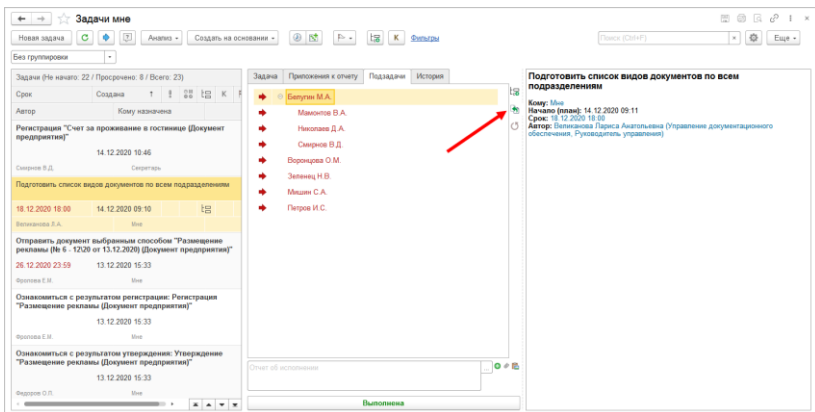 Задачи мне
Новая задача Анализ Создать на основании К Фильтры Поиск (Ctrl+F) × Еще
Без группировки
Задачи (Не начато: 22 / Просрочено: 8 / Всего: 23)
Срок Создана ↑ ! К
Автор Кому назначена
Регистрация "Счет за проживание в гостинице (Документ
предприятия)"
14.12.2020 10:46
Смирнов В.Д. Секретарь
Подготовить список видов документов по всем подразделениям
18.12.2020 18:00 14.12.2020 09:10
Великанова Л.А. Мне
Отправить документ выбранным способом "Размещение
рекламы (№ 6 - 12\20 от 13.12.2020) (Документ предприятия)"
26.12.2020 23:59 13.12.2020 15:33
Фролова Е.М. Мне
Ознакомиться с результатом регистрации: Регистрация
"Размещение рекламы (Документ предприятия)"
13.12.2020 15:33
Фролова Е.М. Мне
Ознакомиться с результатом утверждения: Утверждение
"Размещение рекламы (Документ предприятия)"
13.12.2020 15:33
Федоров О.П. Мне
Задача Приложения к отчету Подзадачи История
Белугин М.А.
Мамонтов В.А.
Николаев Д.А.
Смирнов В.Д.
Воронцова О.М.
Зеленец Н.В.
Мишин С.А.
Петров И.С.
Отчет об исполнении ...
Выполнена
Подготовить список видов документов по всем
подразделениям
Кому: Мне
Начало (план): 14.12.2020 09:11
Срок: 18.12.2020 18:00
Автор: Великанова Лариса Анатольевна (Управление документационного
обеспечения, Руководитель управления)